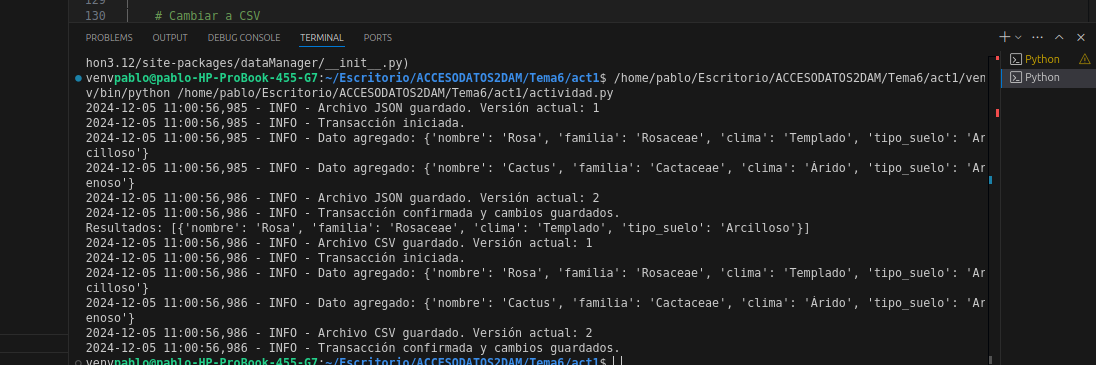 129
130 # Cambiar a CSV
PROBLEMS OUTPUT DEBUG CONSOLE TERMINAL PORTS
hon3.12/site-packages/dataManager/__init__.py)
venvpablo@pablo-HP-ProBook-455-G7:~/Escritorio/ACCESODATOS2DAM/Tema6/act1$ /home/pablo/Escritorio/ACCESODATOS2DAM/Tema6/act1/ven
v/bin/python /home/pablo/Escritorio/ACCESODATOS2DAM/Tema6/act1/actividad.py
2024-12-05 11:00:56,985 - INFO - Archivo JSON guardado. Versión actual: 1
2024-12-05 11:00:56,985 - INFO - Transacción iniciada.
2024-12-05 11:00:56,985 - INFO - Dato agregado: {'nombre': 'Rosa', 'familia': 'Rosaceae', 'clima': 'Templado', 'tipo_suelo': 'Ar
cilloso'}
2024-12-05 11:00:56,985 - INFO - Dato agregado: {'nombre': 'Cactus', 'familia': 'Cactaceae', 'clima': 'Árido', 'tipo_suelo': 'Ar
enoso'}
2024-12-05 11:00:56,986 - INFO - Archivo JSON guardado. Versión actual: 2
2024-12-05 11:00:56,986 - INFO - Transacción confirmada y cambios guardados.
Resultados: [{'nombre': 'Rosa', 'familia': 'Rosaceae', 'clima': 'Templado', 'tipo_suelo': 'Arcilloso'}]
2024-12-05 11:00:56,986 - INFO - Archivo CSV guardado. Versión actual: 1
2024-12-05 11:00:56,986 - INFO - Transacción iniciada.
2024-12-05 11:00:56,986 - INFO - Dato agregado: {'nombre': 'Rosa', 'familia': 'Rosaceae', 'clima': 'Templado', 'tipo_suelo': 'Ar
cilloso'}
2024-12-05 11:00:56,986 - INFO - Dato agregado: {'nombre': 'Cactus', 'familia': 'Cactaceae', 'clima': 'Árido', 'tipo_suelo': 'Ar
enoso'}
2024-12-05 11:00:56,986 - INFO - Archivo CSV guardado. Versión actual: 2
2024-12-05 11:00:56,986 - INFO - Transacción confirmada y cambios guardados.
venvpablo@pablo-HP-ProBook-455-G7:~/Escritorio/ACCESODATOS2DAM/Tema6/act1$
Python
Python